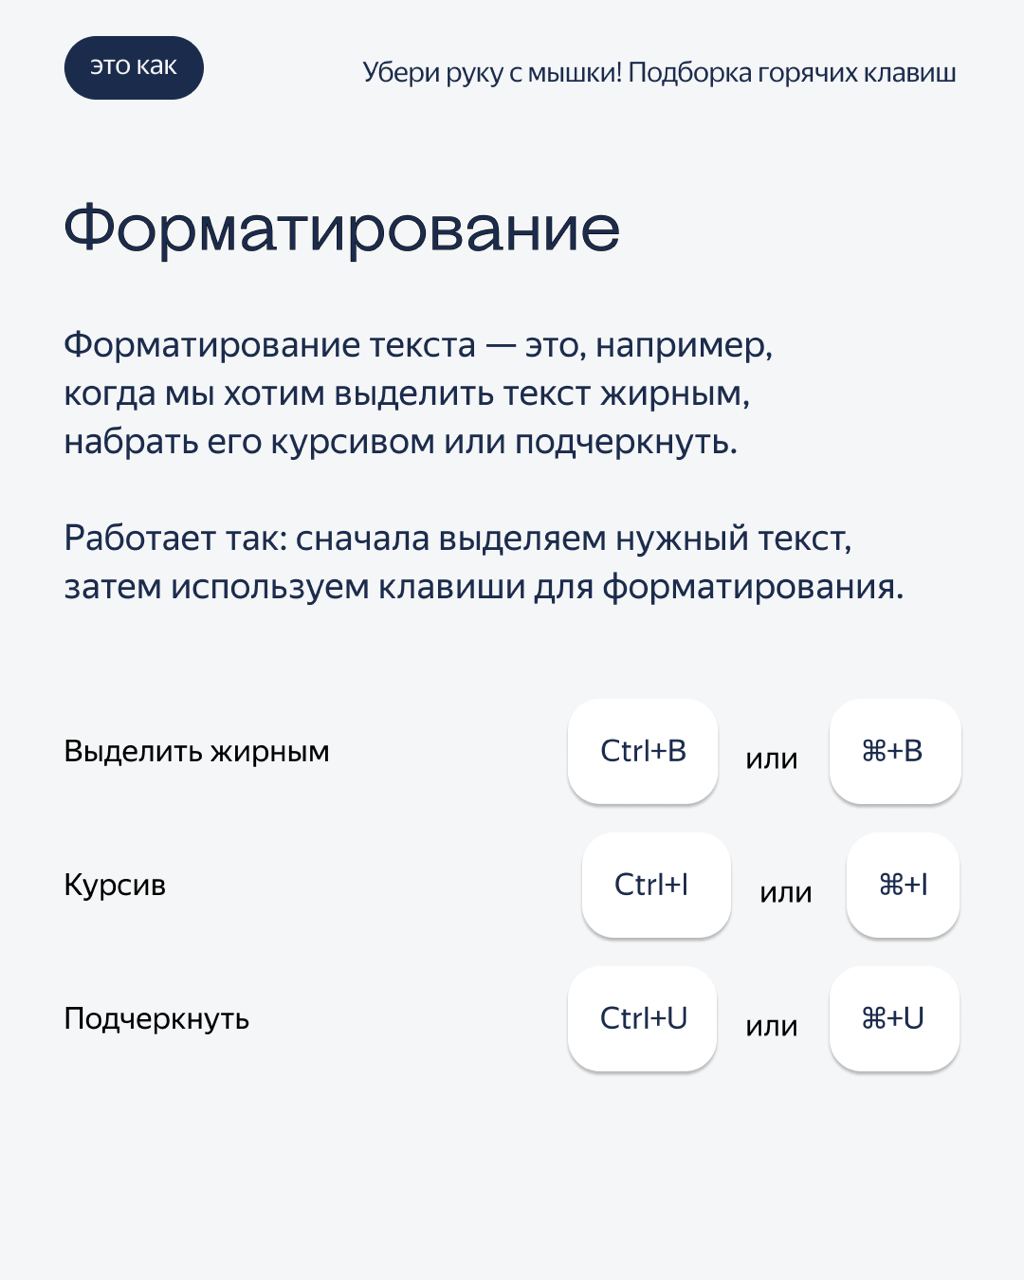 это как
Убери руку с мышки! Подборка горячих клавиш
Форматирование
Форматирование текста — это, например,
когда мы хотим выделить текст жирным,
набрать его курсивом или подчеркнуть.
Работает так: сначала выделяем нужный текст,
затем используем клавиши для форматирования.
Выделить жирным Ctrl+B или ⌘+B
Курсив Ctrl+I или ⌘+I
Подчеркнуть Ctrl+U или ⌘+U